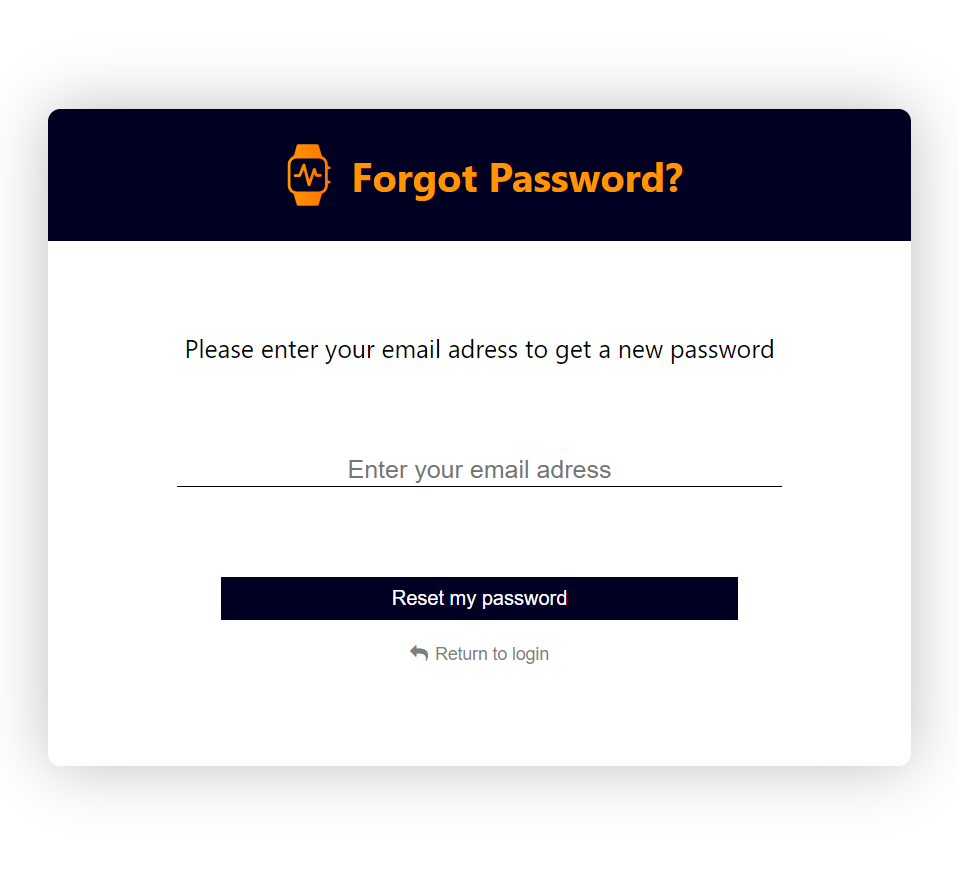 Forgot Password?
Please enter your email adress to get a new password
Enter your email adress
Reset my password
Return to login